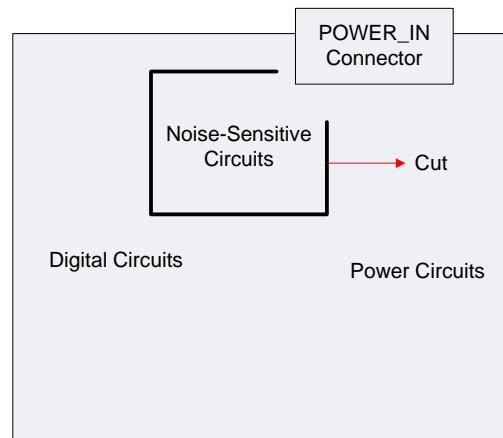 POWER_IN
Connector
Noise-Sensitive
Circuits
Cut
Digital Circuits
Power Circuits